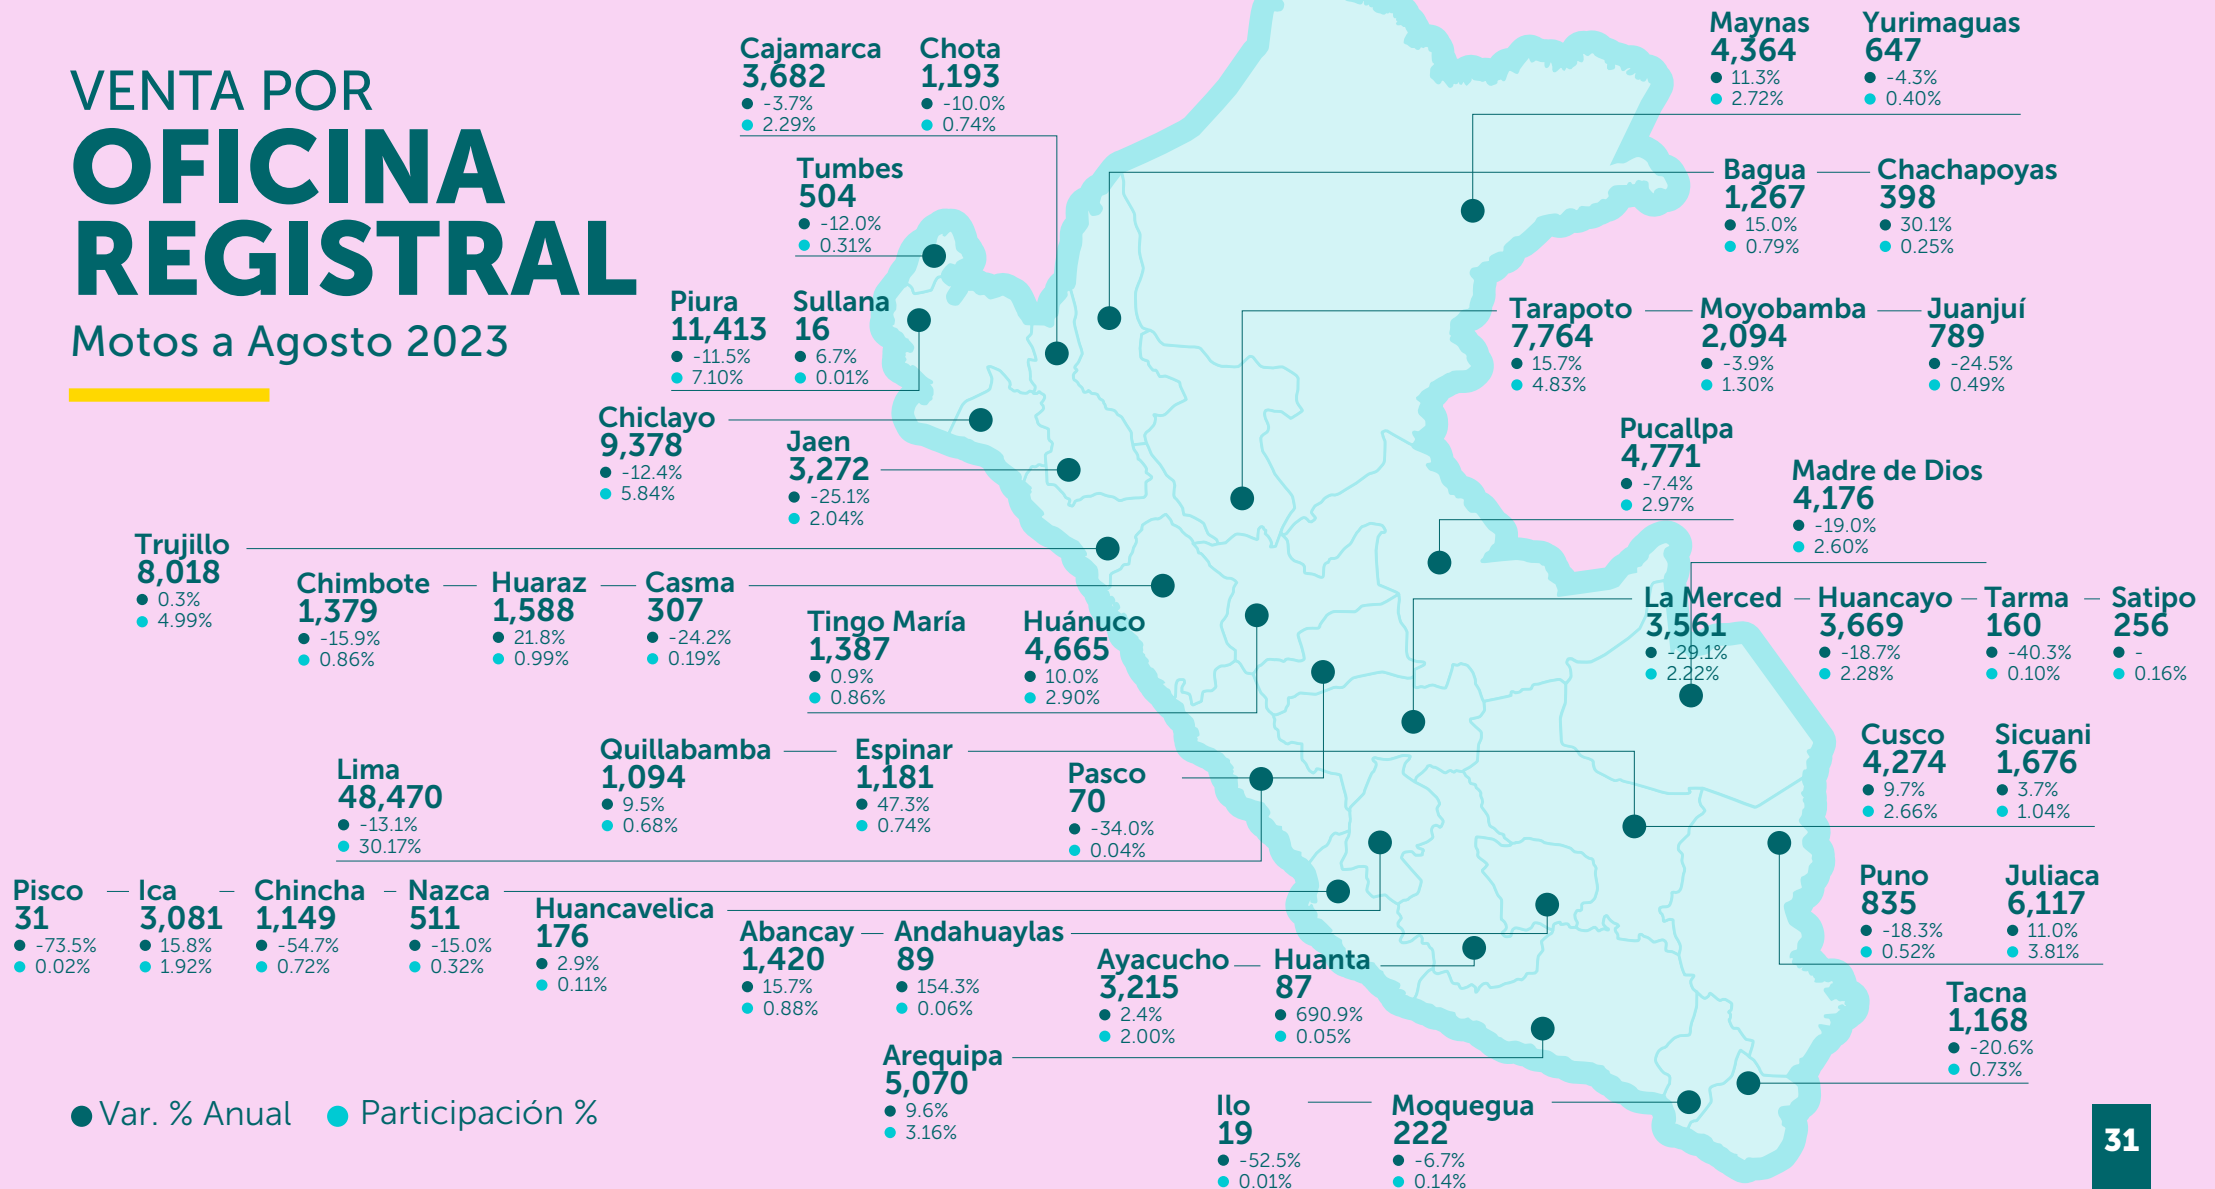 VENTA POR
OFICINA
REGISTRAL
Motos a Agosto 2023
Cajamarca
3,682
-3.7%
2.29%
Chota
1,193
-10.0%
0.74%
Maynas
4,364
11.3%
2.72%
Yurimaguas
647
-4.3%
0.40%
Tumbes
504
-12.0%
0.31%
Bagua
1,267
15.0%
0.79%
Chachapoyas
398
30.1%
0.25%
Piura
11,413
-11.5%
7.10%
Sullana
16
6.7%
0.01%
Tarapoto
7,764
15.7%
4.83%
Moyobamba
2,094
-3.9%
1.30%
Juanjuí
789
-24.5%
0.49%
Chiclayo
9,378
-12.4%
5.84%
Jaen
3,272
-25.1%
2.04%
Pucallpa
4,771
-7.4%
2.97%
Madre de Dios
4,176
-19.0%
2.60%
Trujillo
8,018
0.3%
4.99%
Chimbote
1,379
-15.9%
0.86%
Huaraz
1,588
21.8%
0.99%
Casma
307
-24.2%
0.19%
Tingo María
1,387
0.9%
0.86%
Huánuco
4,665
10.0%
2.90%
La Merced
3,561
-29.1%
2.22%
Huancayo
3,669
-18.7%
2.28%
Tarma
160
-40.3%
0.10%
Satipo
256
-
0.16%
Lima
48,470
-13.1%
30.17%
Quillabamba
1,094
9.5%
0.68%
Espinar
1,181
47.3%
0.74%
Pasco
70
-34.0%
0.04%
Cusco
4,274
9.7%
2.66%
Sicuani
1,676
3.7%
1.04%
Pisco
31
-73.5%
0.02%
Ica
3,081
15.8%
1.92%
Chincha
1,149
-54.7%
0.72%
Nazca
511
-15.0%
0.32%
Huancavelica
176
2.9%
0.11%
Abancay
1,420
15.7%
0.88%
Andahuaylas
89
154.3%
0.06%
Ayacucho
3,215
2.4%
2.00%
Huanta
87
690.9%
0.05%
Puno
835
-18.3%
0.52%
Juliaca
6,117
11.0%
3.81%
Tacna
1,168
-20.6%
0.73%
Arequipa
5,070
9.6%
3.16%
Ilo
19
-52.5%
0.01%
Moquegua
222
-6.7%
0.14%
Var. % Anual
Participación %
31